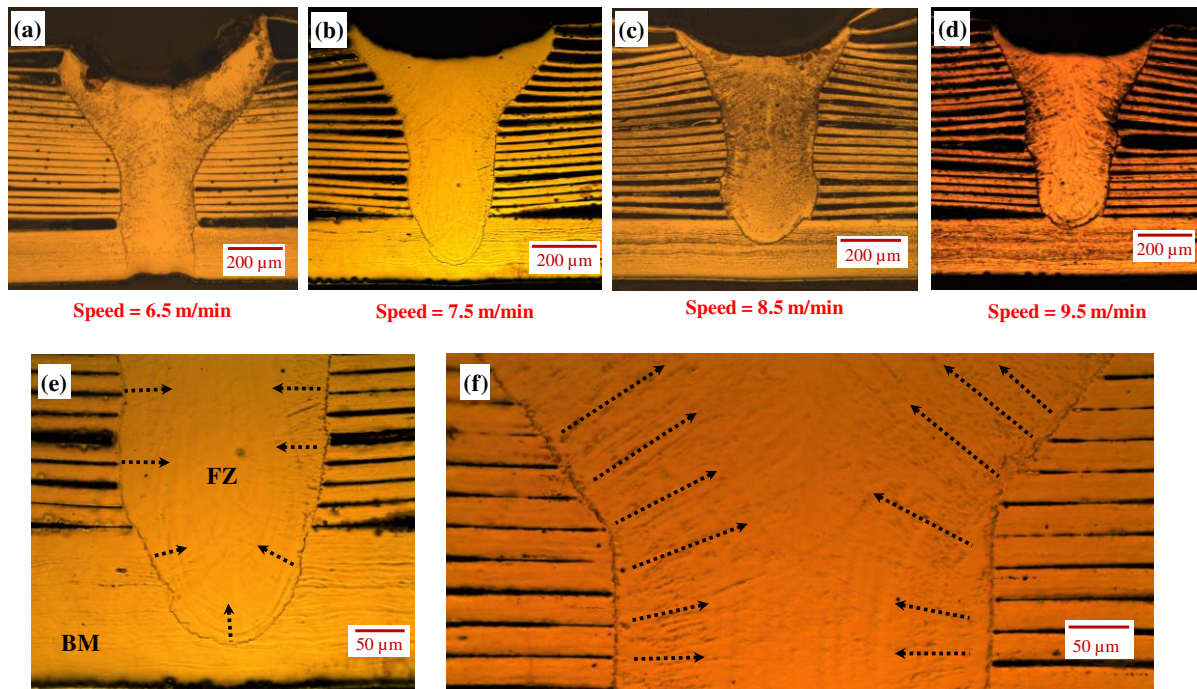 (a)
(b)
(c)
(d)
200 µm
200 µm
200 µm
200 µm
Speed = 6.5 m/min
Speed = 7.5 m/min
Speed = 8.5 m/min
Speed = 9.5 m/min
(e)
(f)
FZ
BM
50 µm
50 µm